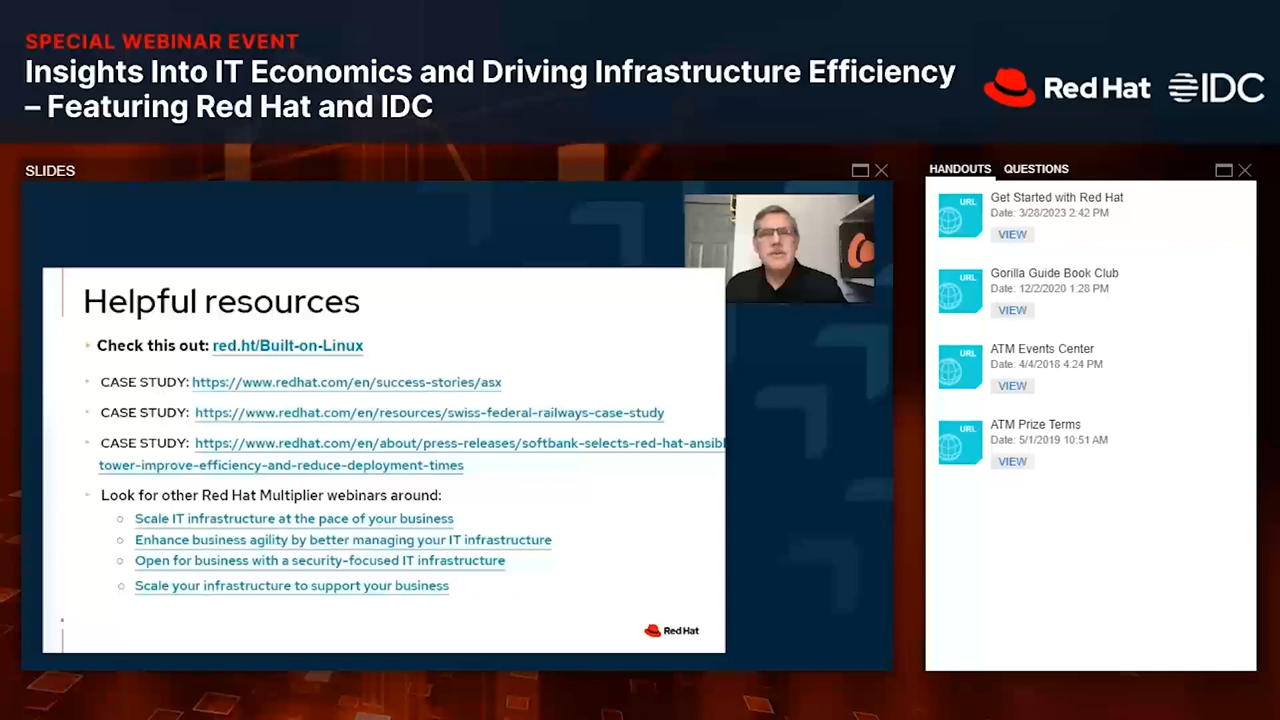 SPECIAL WEBINAR EVENT
Insights Into IT Economics and Driving Infrastructure Efficiency
– Featuring Red Hat and IDC
Red Hat
IDC
SLIDES
Helpful resources
Check this out: red.ht/Built-on-Linux
CASE STUDY: https://www.redhat.com/en/success-stories/asx
CASE STUDY: https://www.redhat.com/en/resources/swiss-federal-railways-case-study
CASE STUDY: https://www.redhat.com/en/about/press-releases/softbank-selects-red-hat-ansibl
tower-improve-efficiency-and-reduce-deployment-times
Look for other Red Hat Multiplier webinars around:
Scale IT infrastructure at the pace of your business
Enhance business agility by better managing your IT infrastructure
Open for business with a security-focused IT infrastructure
Scale your infrastructure to support your business
Red Hat
HANDOUTS QUESTIONS
URL
Get Started with Red Hat
Date: 3/28/2023 2:42 PM
VIEW
URL
Gorilla Guide Book Club
Date: 12/2/2020 1:28 PM
VIEW
URL
ATM Events Center
Date: 4/4/2018 4:24 PM
VIEW
URL
ATM Prize Terms
Date: 5/1/2019 10:51 AM
VIEW